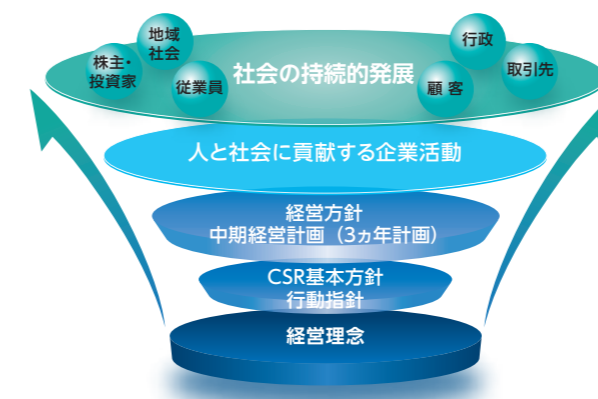 地域
社会
株主・
投資家
従業員
社会の持続的発展
行政
取引先
顧 客
人と社会に貢献する企業活動
経営方針
中期経営計画（3ヵ年計画）
CSR基本方針
行動指針
経営理念